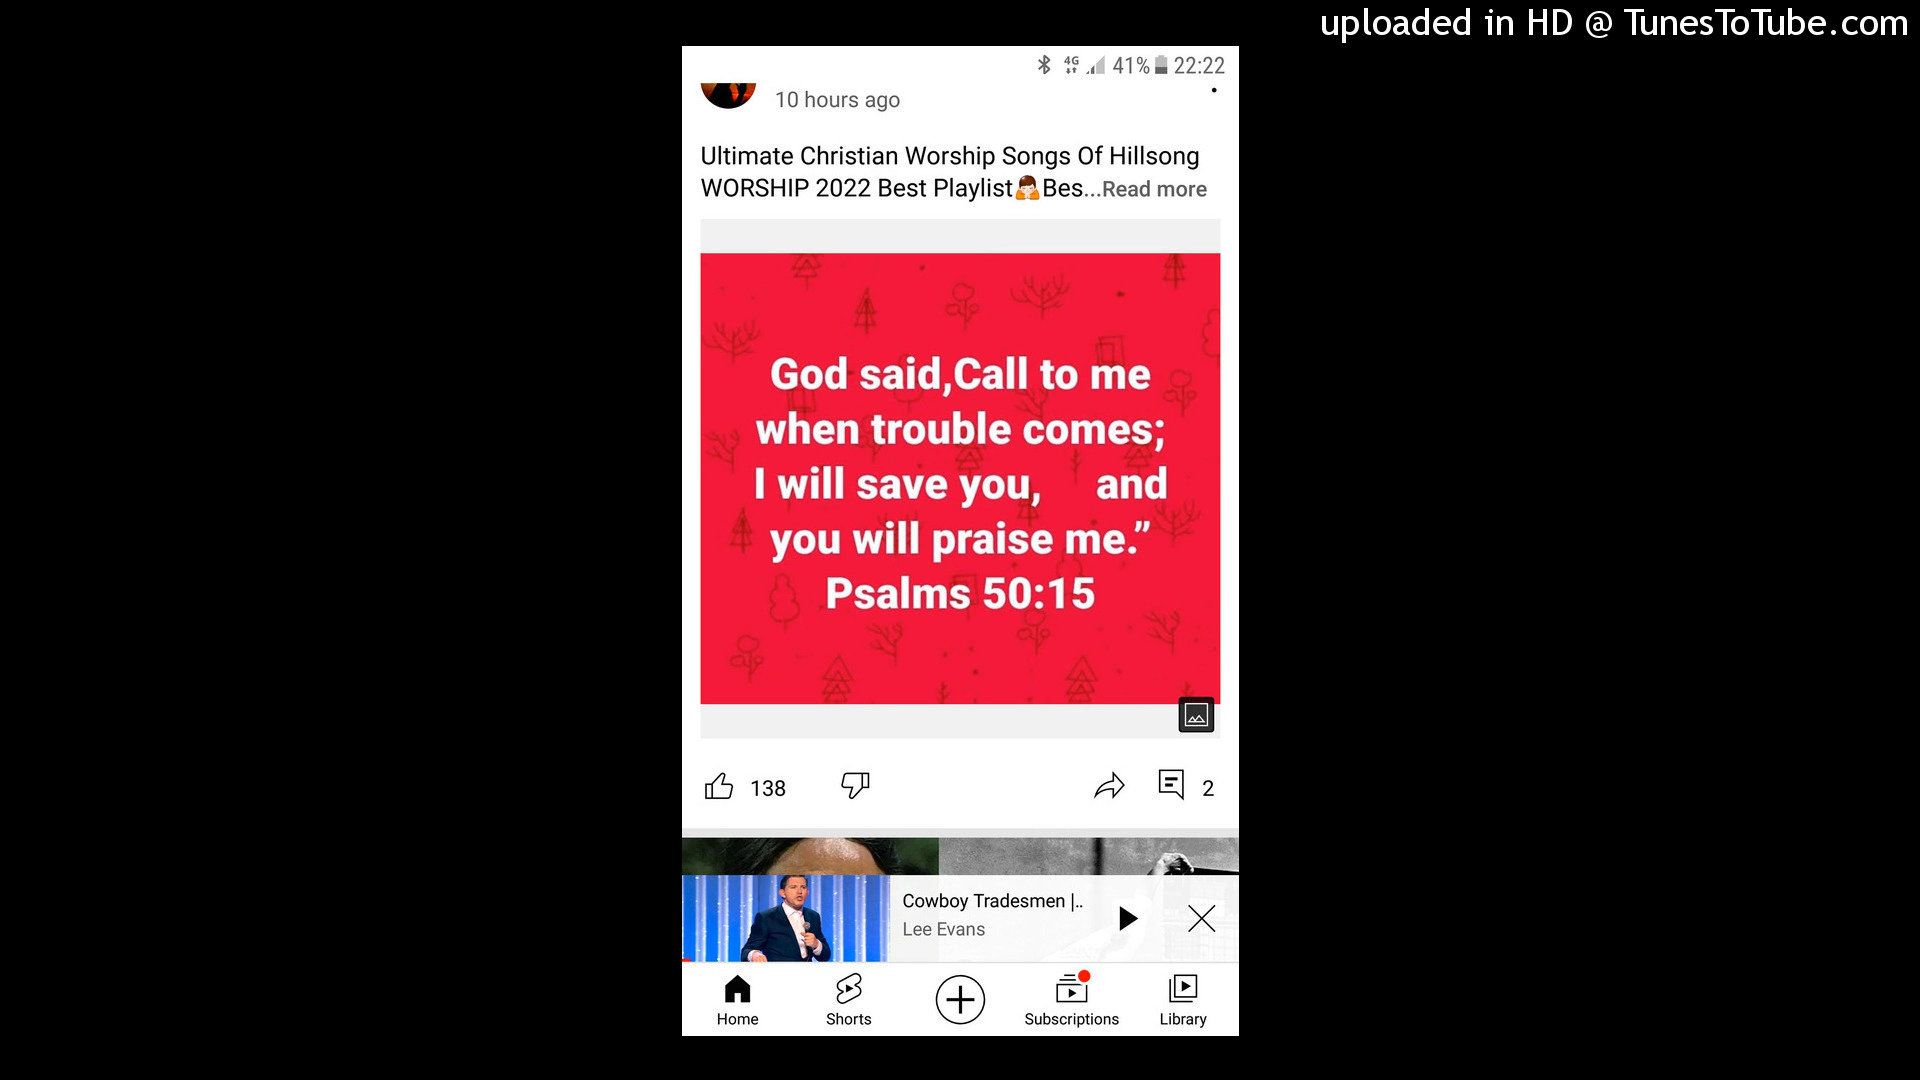 uploaded in HD @ TunesToTube.com
4G 41% 22:22
10 hours ago
Ultimate Christian Worship Songs Of Hillsong
WORSHIP 2022 Best Playlist🙏Bes...Read more
God said,Call to me
when trouble comes;
I will save you, and
you will praise me.”
Psalms 50:15
138
2
Cowboy Tradesmen |..
Lee Evans
Home Shorts Subscriptions Library